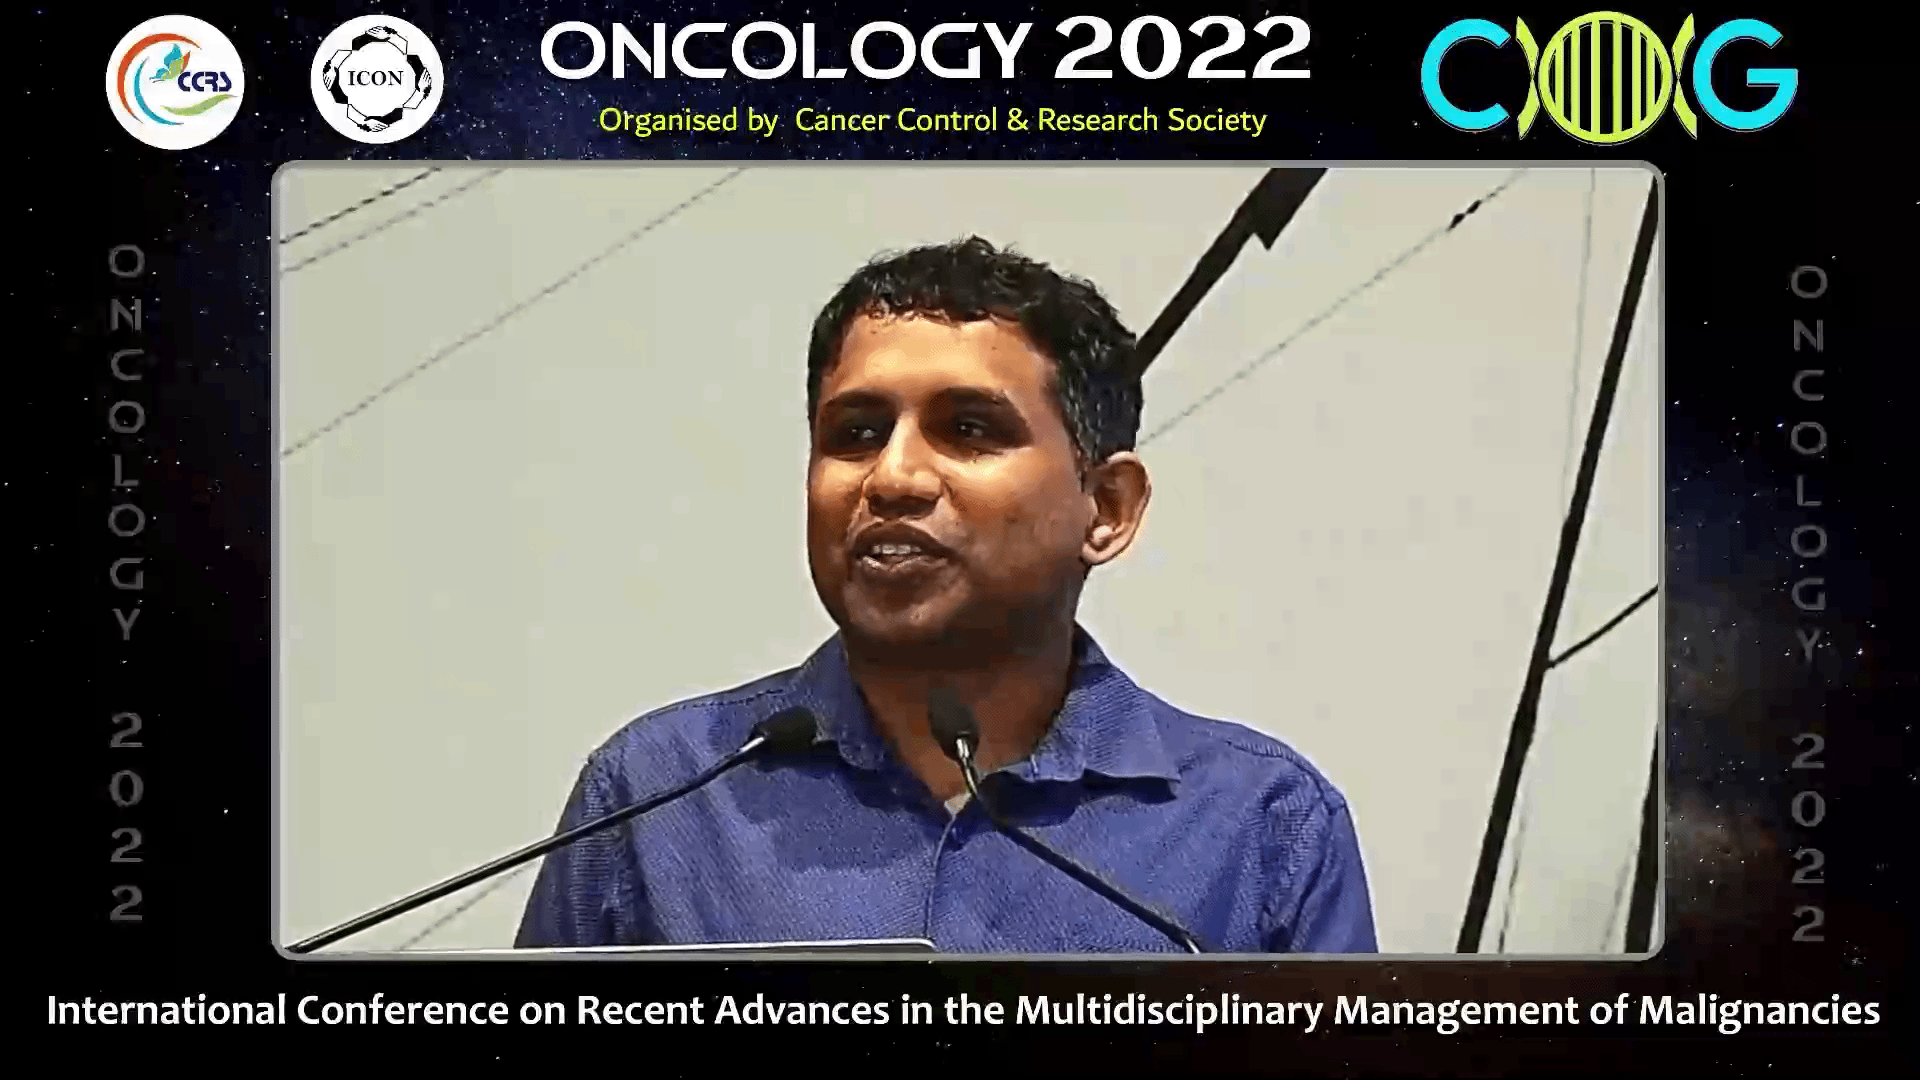 CCRS
ICON
ONCOLOGY 2022
Organised by Cancer Control & Research Society
COG
ONCOLOGY 2022
ONCOLOGY 2022
International Conference on Recent Advances in the Multidisciplinary Management of Malignancies